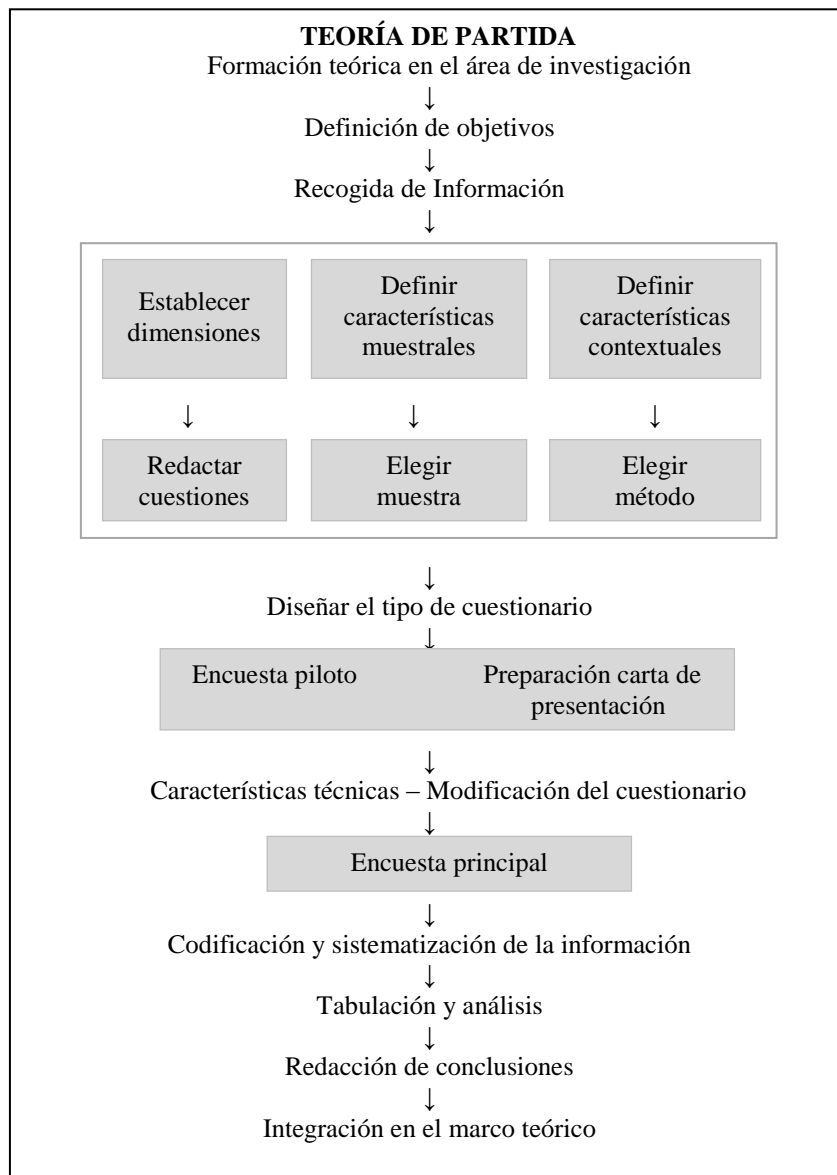 TEORÍA DE PARTIDA
Formación teórica en el área de investigación
↓
Definición de objetivos
↓
Recogida de Información
↓
Establecer
dimensiones
Definir
características
muestrales
Definir
características
contextuales
↓ ↓ ↓
Redactar
cuestiones
Elegir
muestra
Elegir
método
↓
Diseñar el tipo de cuestionario
↓
Encuesta piloto
Preparación carta de
presentación
↓
Características técnicas – Modificación del cuestionario
↓
Encuesta principal
↓
Codificación y sistematización de la información
↓
Tabulación y análisis
↓
Redacción de conclusiones
↓
Integración en el marco teórico